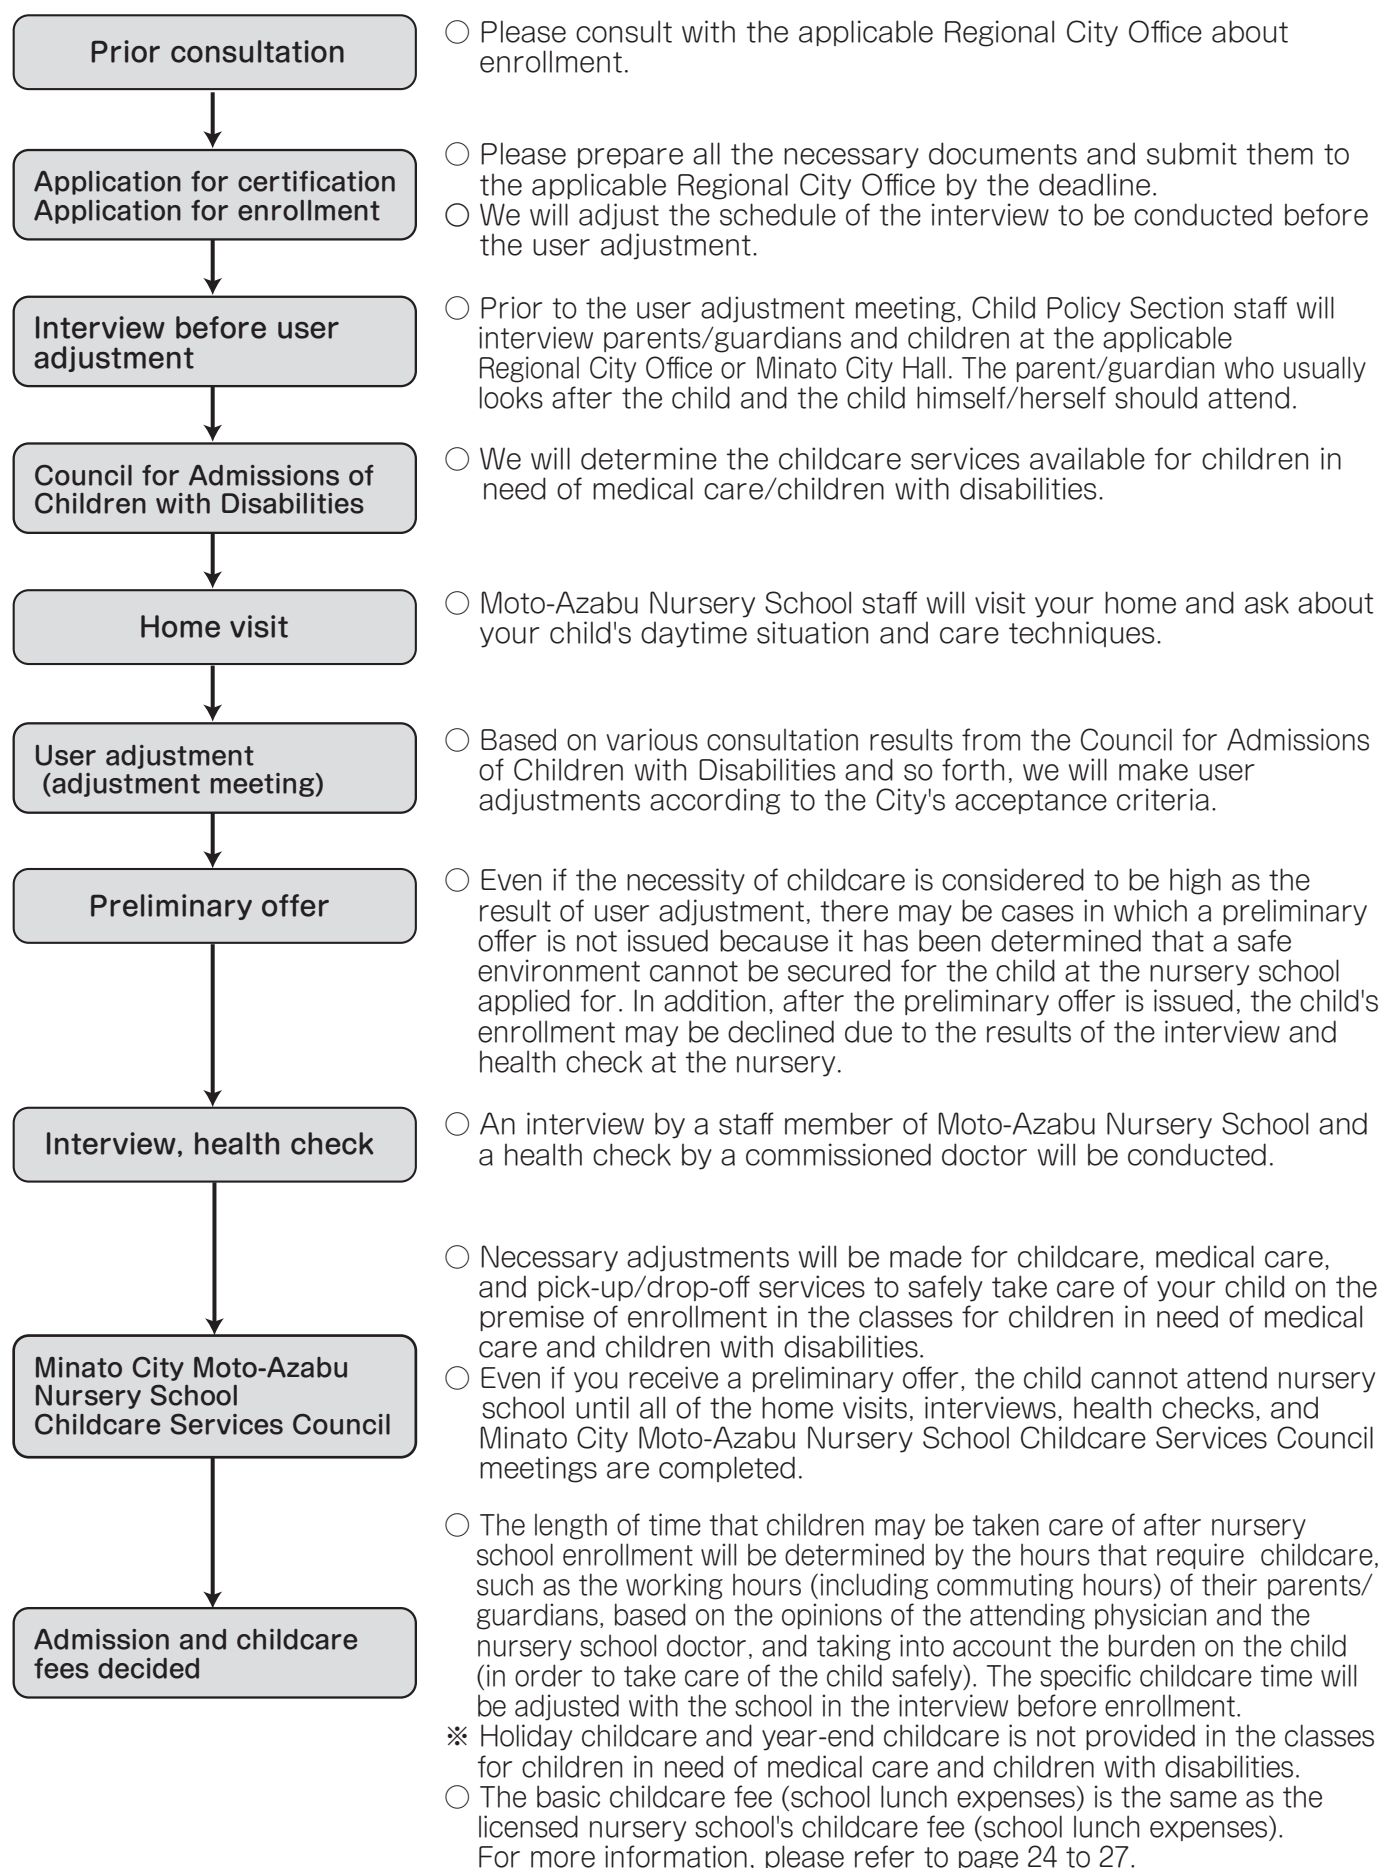 Prior consultation
○ Please consult with the applicable Regional City Office about
enrollment.
Application for certification
Application for enrollment
○ Please prepare all the necessary documents and submit them to
the applicable Regional City Office by the deadline.
○ We will adjust the schedule of the interview to be conducted before
the user adjustment.
Interview before user
adjustment
○ Prior to the user adjustment meeting, Child Policy Section staff will
interview parents/guardians and children at the applicable
Regional City Office or Minato City Hall. The parent/guardian who usually
looks after the child and the child himself/herself should attend.
Council for Admissions of
Children with Disabilities
○ We will determine the childcare services available for children in
need of medical care/children with disabilities.
Home visit
○ Moto-Azabu Nursery School staff will visit your home and ask about
your child's daytime situation and care techniques.
User adjustment
(adjustment meeting)
○ Based on various consultation results from the Council for Admissions
of Children with Disabilities and so forth, we will make user
adjustments according to the City's acceptance criteria.
Preliminary offer
○ Even if the necessity of childcare is considered to be high as the
result of user adjustment, there may be cases in which a preliminary
offer is not issued because it has been determined that a safe
environment cannot be secured for the child at the nursery school
applied for. In addition, after the preliminary offer is issued, the child's
enrollment may be declined due to the results of the interview and
health check at the nursery.
Interview, health check
○ An interview by a staff member of Moto-Azabu Nursery School and
a health check by a commissioned doctor will be conducted.
Minato City Moto-Azabu
Nursery School
Childcare Services Council
○ Necessary adjustments will be made for childcare, medical care,
and pick-up/drop-off services to safely take care of your child on the
premise of enrollment in the classes for children in need of medical
care and children with disabilities.
○ Even if you receive a preliminary offer, the child cannot attend nursery
school until all of the home visits, interviews, health checks, and
Minato City Moto-Azabu Nursery School Childcare Services Council
meetings are completed.
Admission and childcare
fees decided
○ The length of time that children may be taken care of after nursery
school enrollment will be determined by the hours that require childcare,
such as the working hours (including commuting hours) of their parents/
guardians, based on the opinions of the attending physician and the
nursery school doctor, and taking into account the burden on the child
(in order to take care of the child safely). The specific childcare time will
be adjusted with the school in the interview before enrollment.
※ Holiday childcare and year-end childcare is not provided in the classes
for children in need of medical care and children with disabilities.
○ The basic childcare fee (school lunch expenses) is the same as the
licensed nursery school's childcare fee (school lunch expenses).
For more information, please refer to page 24 to 27.